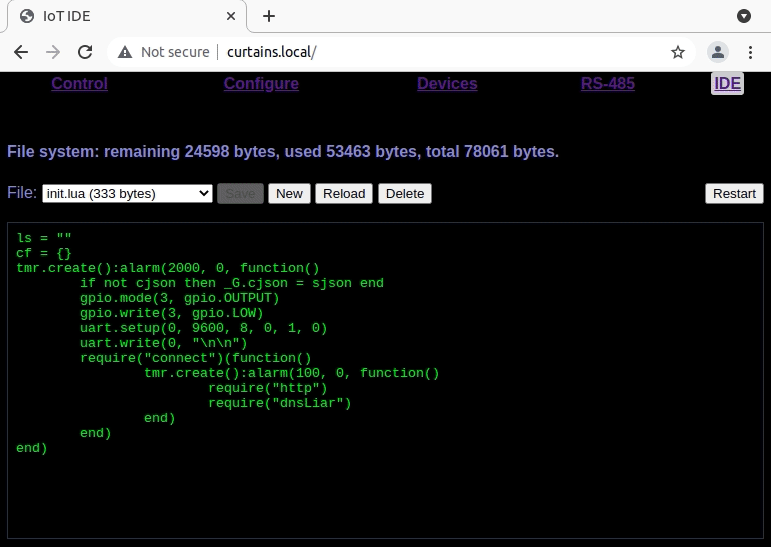 IoT IDE
Not secure curtains.local/
Control Configure Devices RS-485 IDE
File system: remaining 24598 bytes, used 53463 bytes, total 78061 bytes.
File: init.lua (333 bytes) Save New Reload Delete Restart
ls = ""
cf = {}
tmr.create():alarm(2000, 0, function()
        if not cjson then _G.cjson = sjson end
        gpio.mode(3, gpio.OUTPUT)
        gpio.write(3, gpio.LOW)
        uart.setup(0, 9600, 8, 0, 1, 0)
        uart.write(0, "\n\n")
        require("connect")(function()
                tmr.create():alarm(100, 0, function()
                        require("http")
                        require("dnsLiar")
                end)
        end)
end)